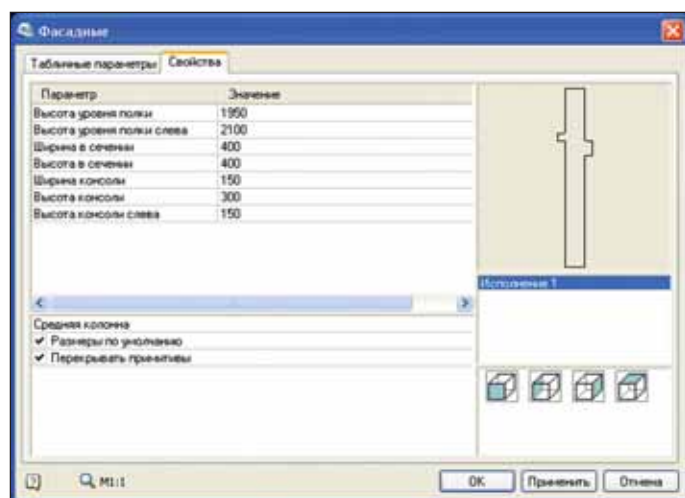 Фасадные
Табличные параметры Свойства
Параметр Значение
Высота уровня полки 1950
Высота уровня полки слева 2100
Ширина в сечении 400
Высота в сечении 400
Ширина консоли 150
Высота консоли 300
Высота консоли слева 150
Исполнение 1
Средняя колонна
Размеры по умолчанию
Перекрывать примитивы
М1:1
ОК Применить Отмена